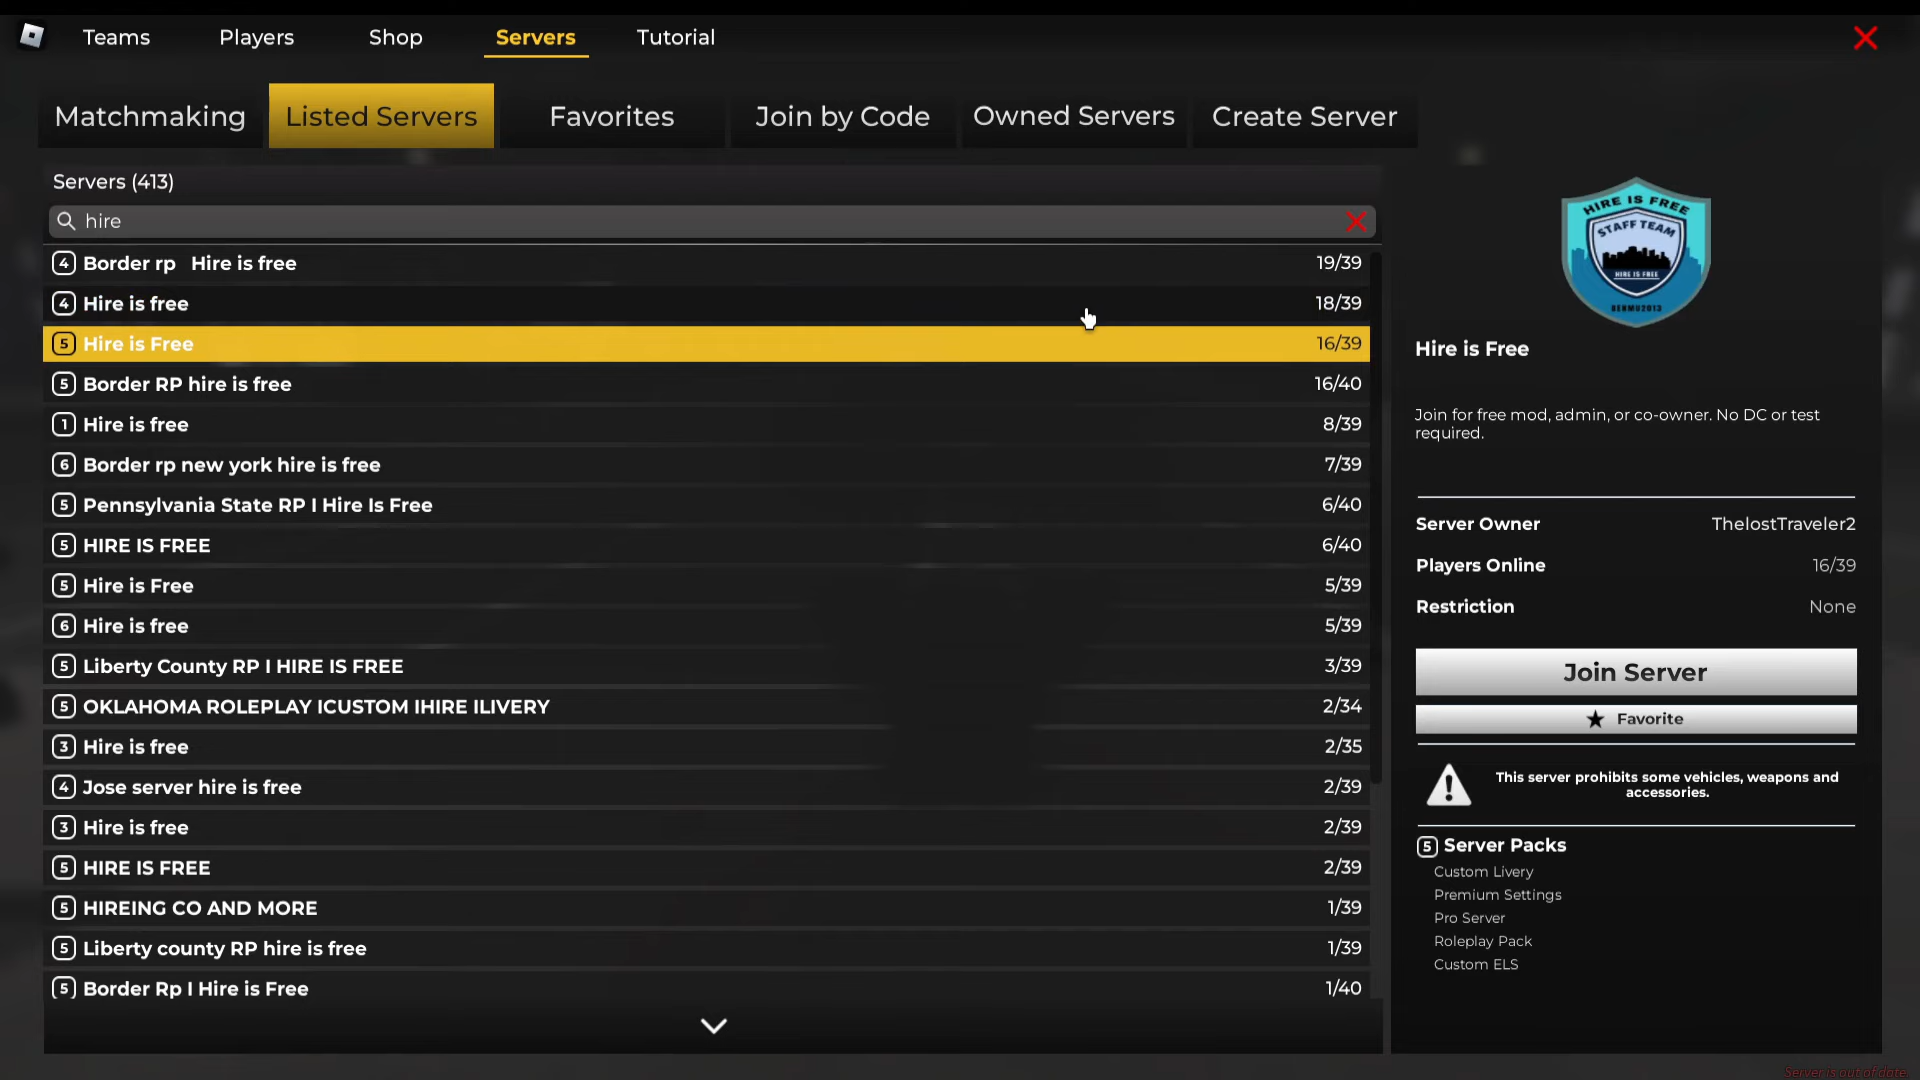 Teams Players Shop Servers Tutorial
Matchmaking Listed Servers Favorites Join by Code Owned Servers Create Server
Servers (413)
hire
4 Border rp Hire is free 19/39
4 Hire is free 18/39
5 Hire is Free 16/39
5 Border RP hire is free 16/40
1 Hire is free 8/39
6 Border rp new york hire is free 7/39
5 Pennsylvania State RP I Hire Is Free 6/40
5 HIRE IS FREE 6/40
5 Hire is Free 5/39
6 Hire is free 5/39
5 Liberty County RP I HIRE IS FREE 3/39
5 OKLAHOMA ROLEPLAY ICUSTOM IHIRE ILIVERY 2/34
3 Hire is free 2/35
4 Jose server hire is free 2/39
3 Hire is free 2/39
5 HIRE IS FREE 2/39
5 HIREING CO AND MORE 1/39
5 Liberty county RP hire is free 1/39
5 Border Rp I Hire is Free 1/40
HIRE IS FREE
STAFF TEAM
HIRE IS FREE
BERMU2013
Hire is Free
Join for free mod, admin, or co-owner. No DC or test
required.
Server Owner ThelostTraveler2
Players Online 16/39
Restriction None
Join Server
Favorite
This server prohibits some vehicles, weapons and
accessories.
5 Server Packs
Custom Livery
Premium Settings
Pro Server
Roleplay Pack
Custom ELS
Server is out of date.